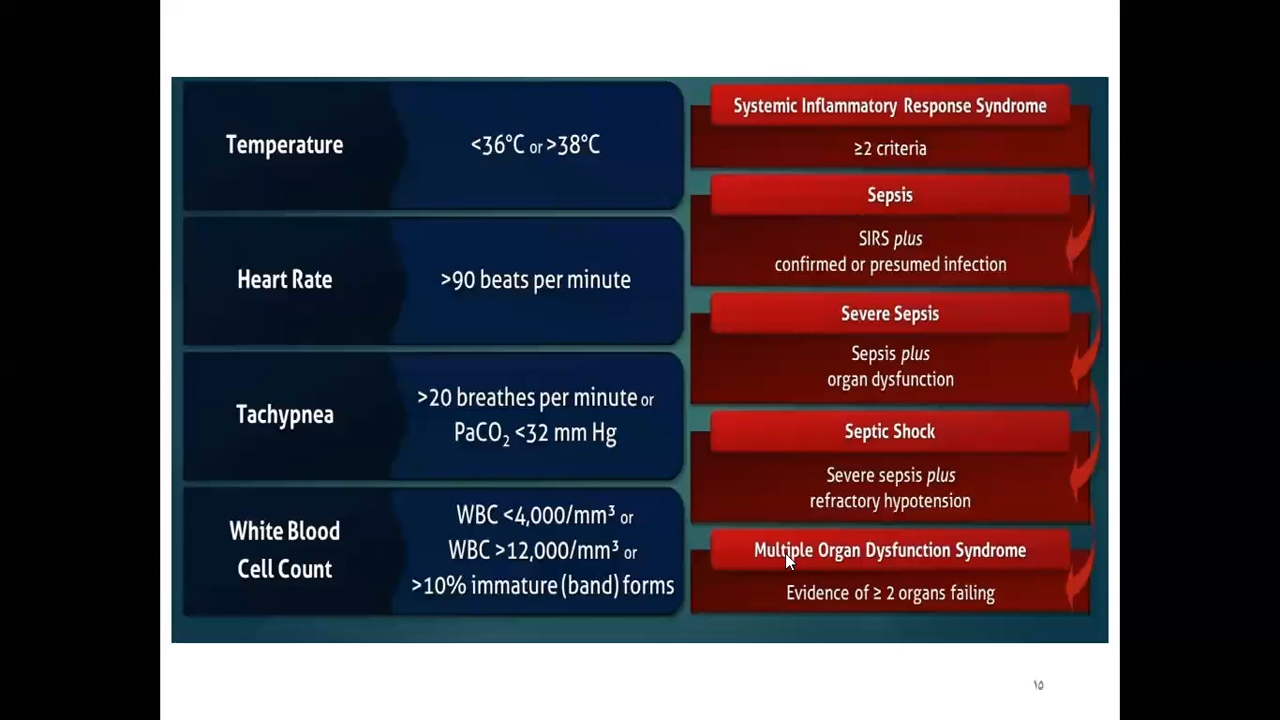 Temperature
<36°C or >38°C
Heart Rate
>90 beats per minute
Tachypnea
>20 breathes per minute or
PaCO₂ <32 mm Hg
White Blood
Cell Count
WBC <4,000/mm³ or
WBC >12,000/mm³ or
>10% immature (band) forms
Systemic Inflammatory Response Syndrome
≥2 criteria
Sepsis
SIRS plus
confirmed or presumed infection
Severe Sepsis
Sepsis plus
organ dysfunction
Septic Shock
Severe sepsis plus
refractory hypotension
Multiple Organ Dysfunction Syndrome
Evidence of ≥ 2 organs failing
١٥